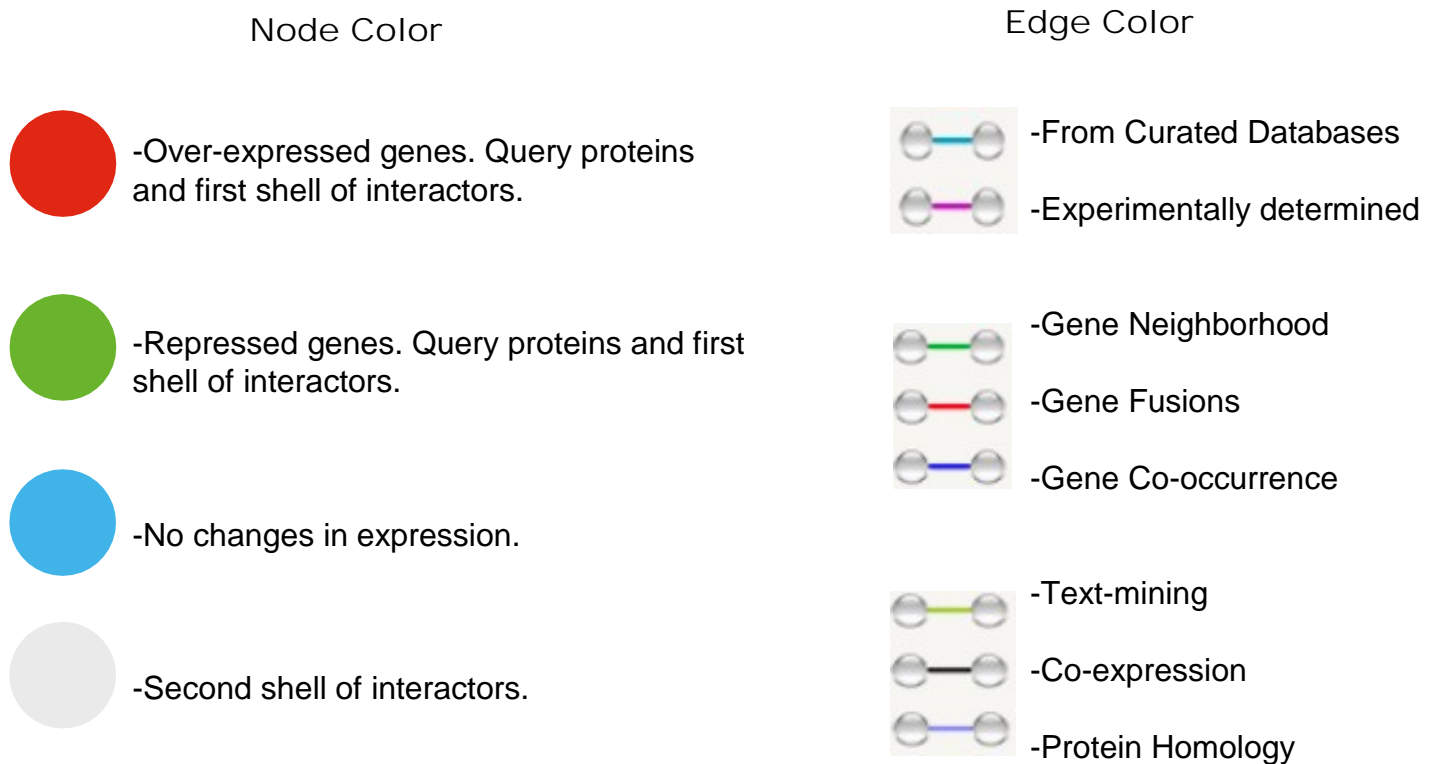 Node Color
-Over-expressed genes. Query proteins
and first shell of interactors.
-Repressed genes. Query proteins and first
shell of interactors.
-No changes in expression.
-Second shell of interactors.
Edge Color
-From Curated Databases
-Experimentally determined
-Gene Neighborhood
-Gene Fusions
-Gene Co-occurrence
-Text-mining
-Co-expression
-Protein Homology